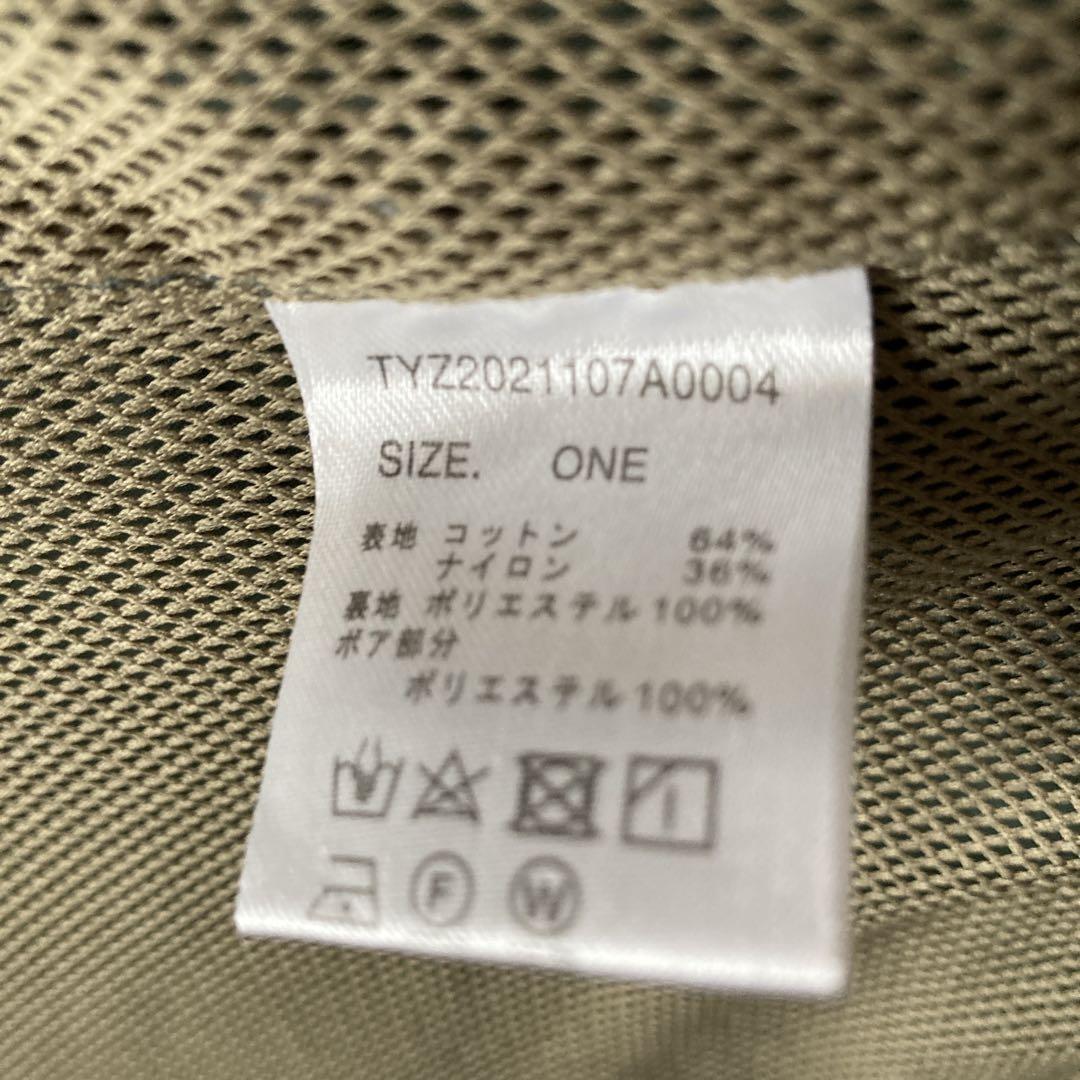 TYZ2021107A0004
SIZE. ONE
表地 コットン 64%
ナイロン 36%
裏地 ポリエステル 100%
ボア部分
ポリエステル 100%
F W